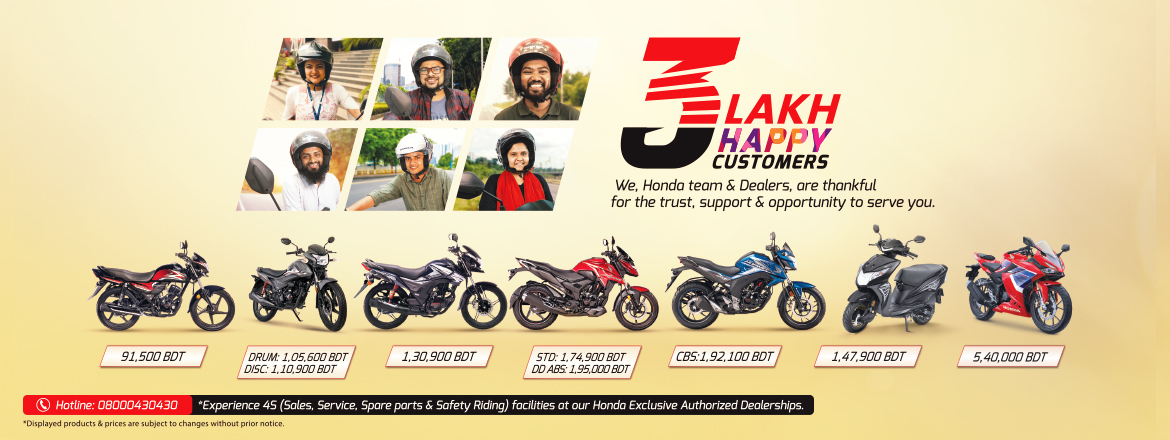 3 LAKH
HAPPY
CUSTOMERS
We, Honda team & Dealers, are thankful
for the trust, support & opportunity to serve you.
91,500 BDT
DRUM: 1,05,600 BDT
DISC: 1,10,900 BDT
1,30,900 BDT
STD: 1,74,900 BDT
DD ABS: 1,95,000 BDT
CBS:1,92,100 BDT
1,47,900 BDT
5,40,000 BDT
Hotline: 08000430430 *Experience 4S (Sales, Service, Spare parts & Safety Riding) facilities at our Honda Exclusive Authorized Dealerships.
*Displayed products & prices are subject to changes without prior notice.